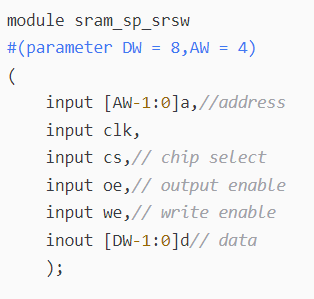 module sram_sp_srsw
#(parameter DW = 8,AW = 4)
(
    input [AW-1:0]a,//address
    input clk,
    input cs,// chip select
    input oe,// output enable
    input we,// write enable
    inout [DW-1:0]d// data
    );